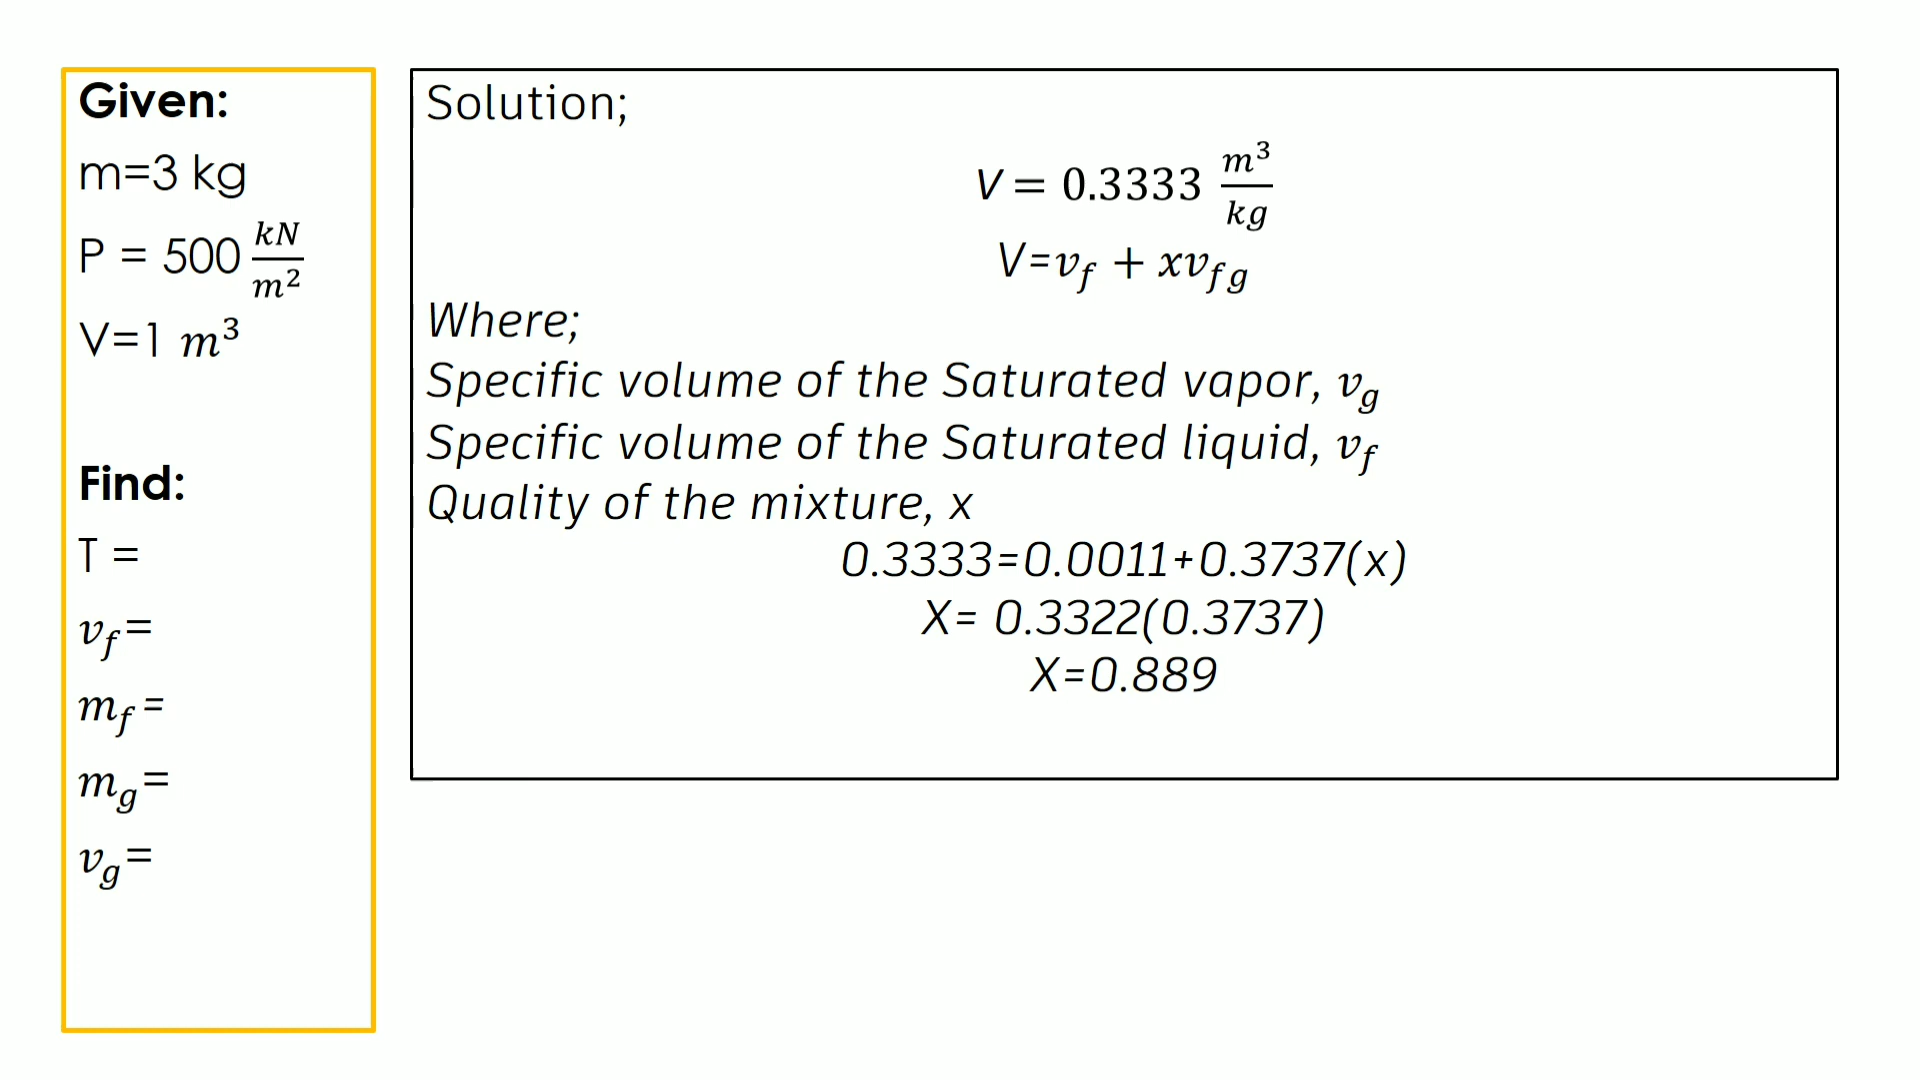 Given:
m=3 kg
P = 500 kN/m²
V=1 m³
Find:
T =
v_f=
m_f=
m_g=
v_g=
Solution;
v = 0.3333 m³/kg
V=v_f + xv_fg
Where;
Specific volume of the Saturated vapor, v_g
Specific volume of the Saturated liquid, v_f
Quality of the mixture, x
0.3333=0.0011+0.3737(x)
X= 0.3322(0.3737)
X=0.889